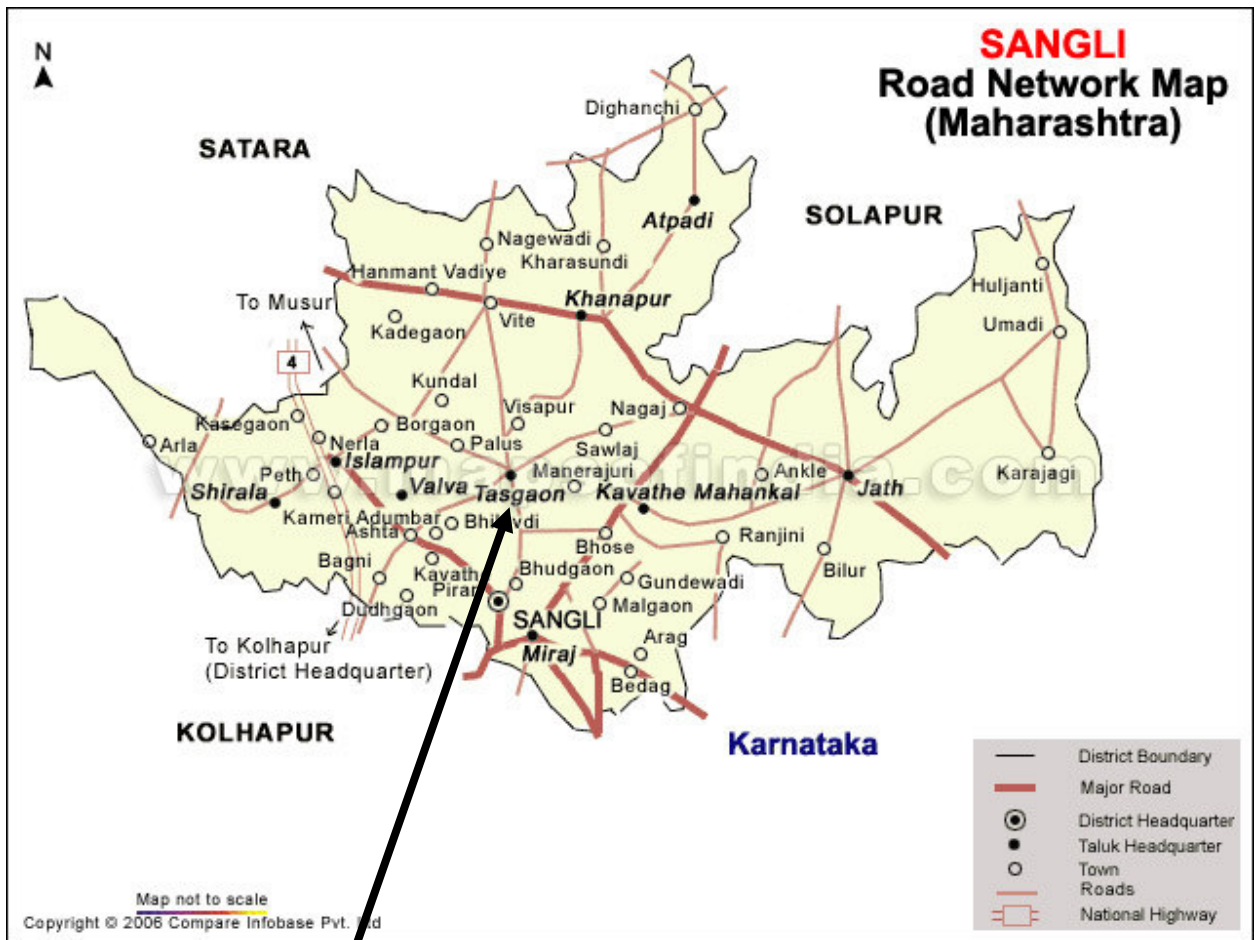 N
SANGLI
Road Network Map
(Maharashtra)
SATARA
SOLAPUR
Dighanchi
Atpadi
Nagewadi
Kharasundi
Hanmant Vadiye
Huljanti
To Musur
Khanapur
Vite
Kadegaon
Umadi
4
Kundal
Visapur
Nagaj
Kasegaon
Borgaon
Arla
Nerla
Palus
Sawlaj
www.mapsofindia.com
Islampur
Peth
Manerajuri
Ankle
Karajagi
Shirala
Valva
Tasgaon
Kavathe Mahankal
Jath
Kameri
Adumbar
Ashta
Bhose
Ranjini
Bagni
Kavath
Piran
Bhudgaon
Gundewadi
Bilur
Dudhgaon
SANGLI
Malgaon
To Kolhapur
(District Headquarter)
Miraj
Arag
Bedag
KOLHAPUR
Karnataka
District Boundary
Major Road
District Headquarter
Taluk Headquarter
Town
Roads
National Highway
Map not to scale
Copyright © 2006 Compare Infobase Pvt.